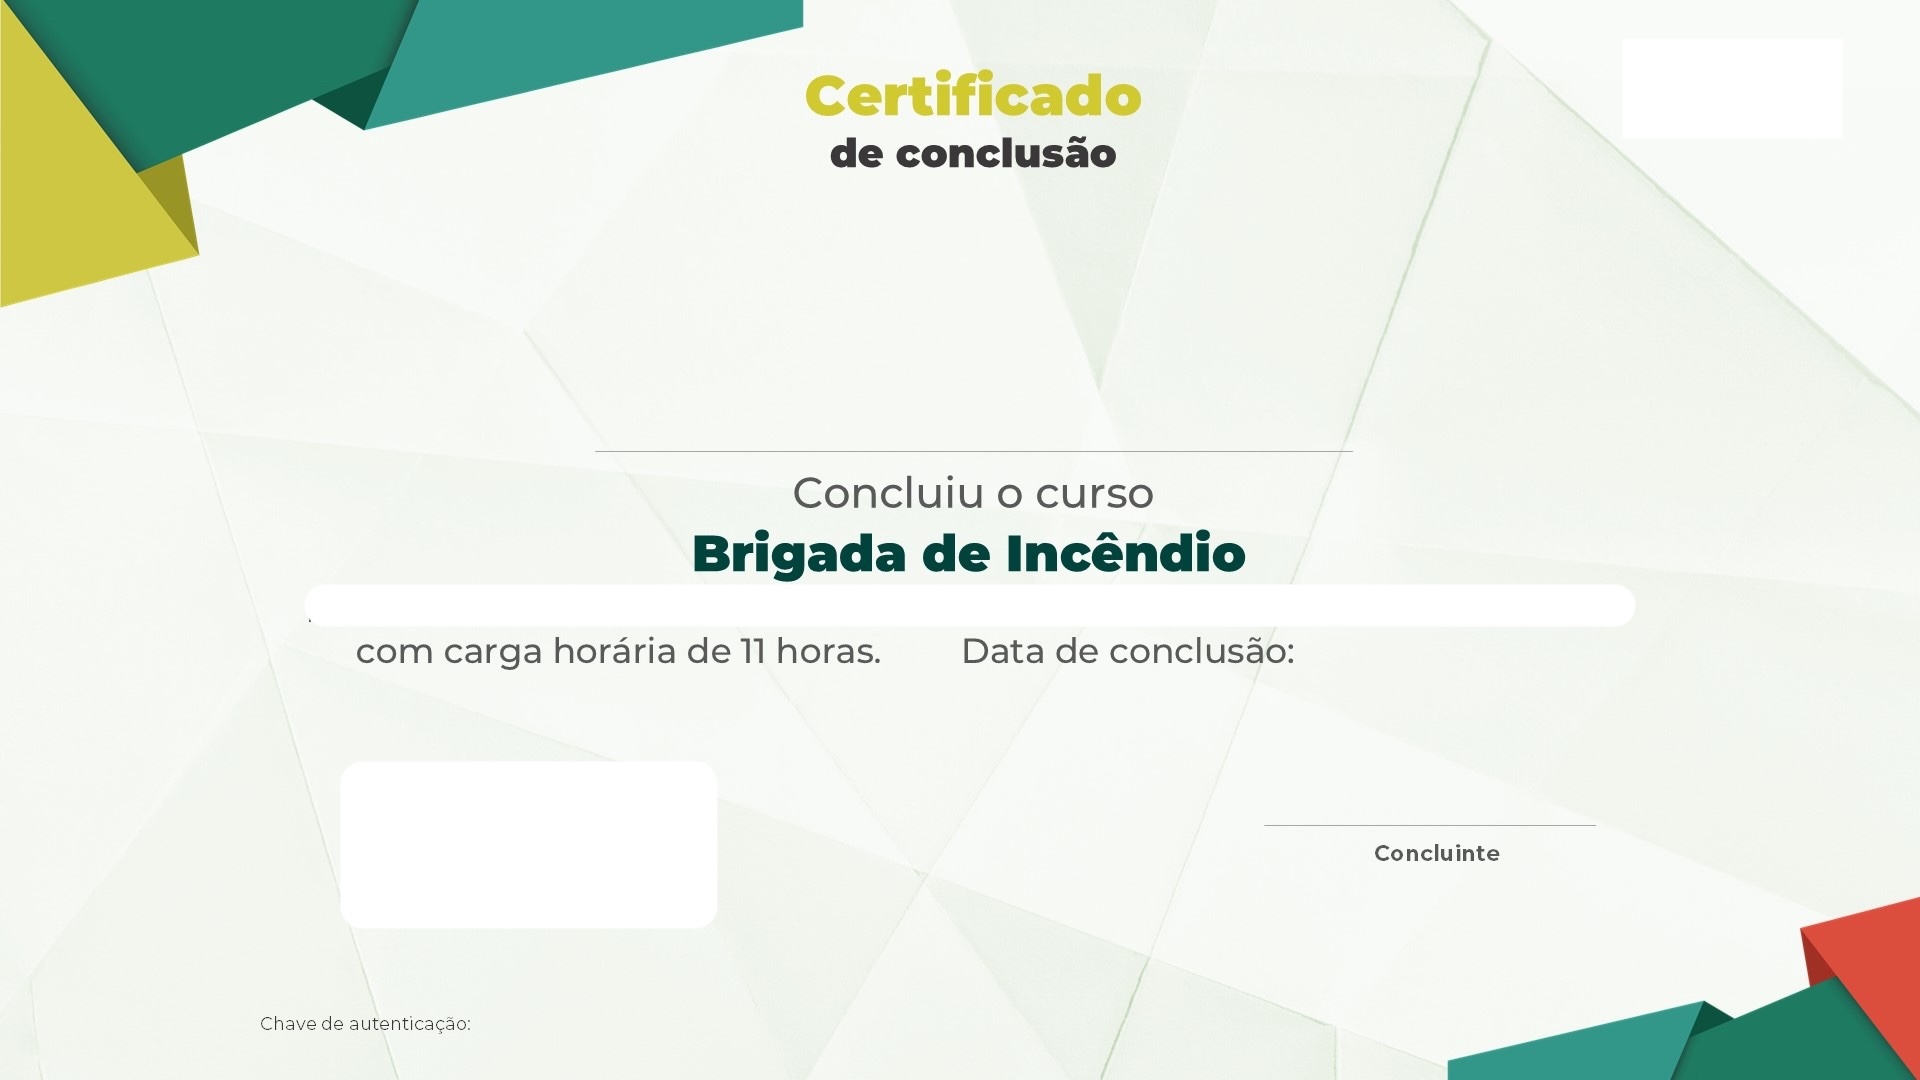 Certificado
de conclusão
Concluiu o curso
Brigada de Incêndio
com carga horária de 11 horas. Data de conclusão:
Concluinte
Chave de autenticação: